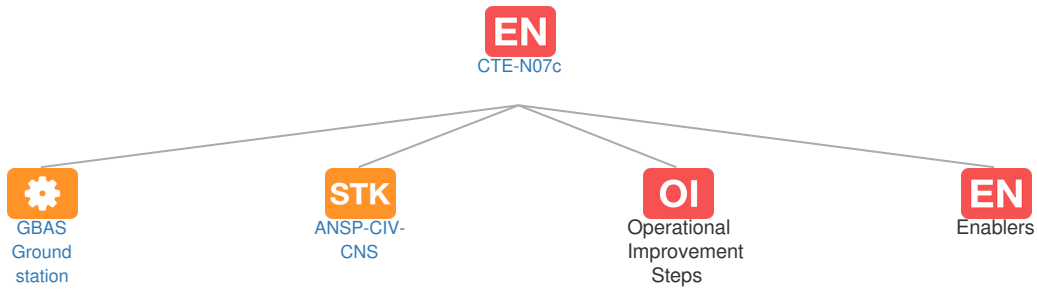 EN
CTE-N07c
STK
OI
EN
GBAS
Ground
station
ANSP-CIV-
CNS
Operational
Improvement
Steps
Enablers